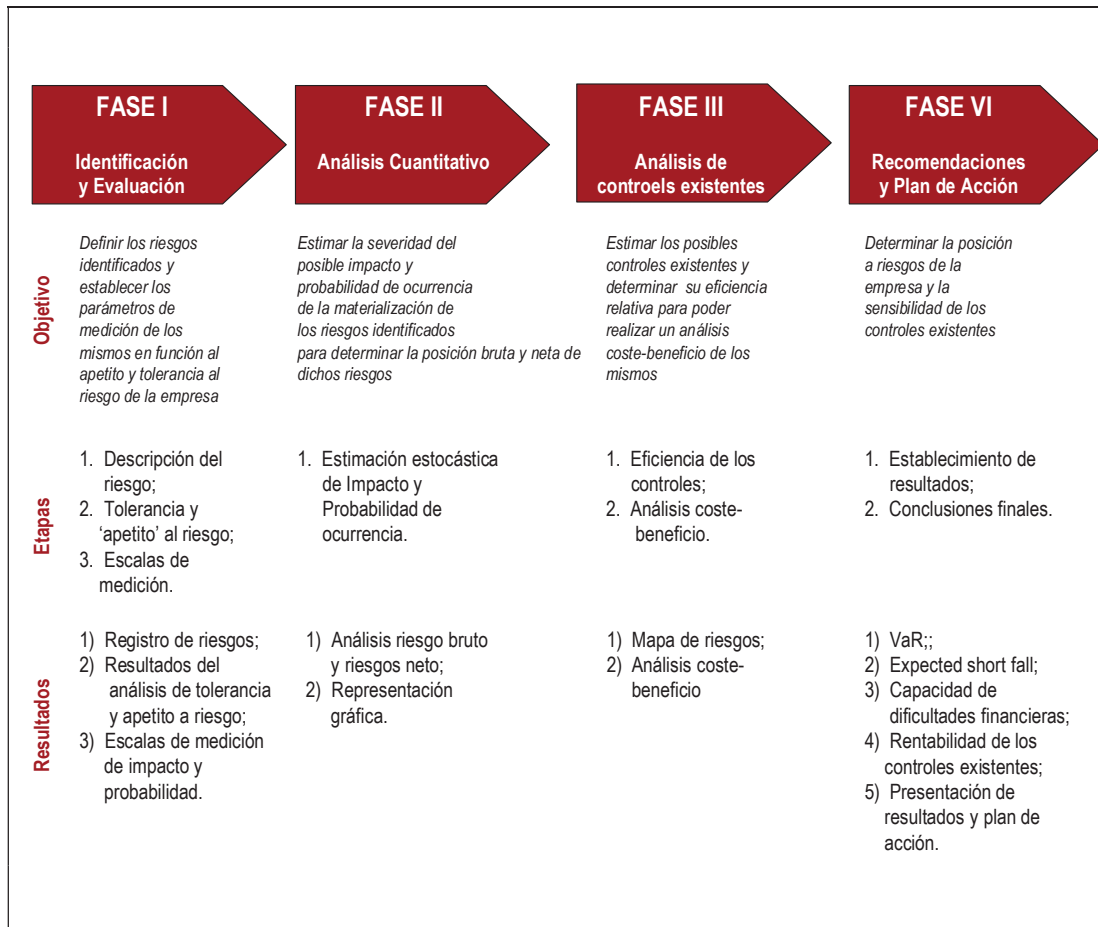 FASE I
Identificación
y Evaluación
FASE II
Análisis Cuantitativo
FASE III
Análisis de
controels existentes
FASE VI
Recomendaciones
y Plan de Acción
Objetivo
Definir los riesgos
identificados y
establecer los
parámetros de
medición de los
mismos en función al
apetito y tolerancia al
riesgo de la empresa
Estimar la severidad del
posible impacto y
probabilidad de ocurrencia
de la materialización de
los riesgos identificados
para determinar la posición bruta y neta de
dichos riesgos
Estimar los posibles
controles existentes y
determinar su eficiencia
relativa para poder
realizar un análisis
coste-beneficio de los
mismos
Determinar la posición
a riesgos de la
empresa y la
sensibilidad de los
controles existentes
Etapas
1. Descripción del
riesgo;
2. Tolerancia y
‘apetito’ al riesgo;
3. Escalas de
medición.
1. Estimación estocástica
de Impacto y
Probabilidad de
ocurrencia.
1. Eficiencia de los
controles;
2. Análisis coste-
beneficio.
1. Establecimiento de
resultados;
2. Conclusiones finales.
Resultados
1) Registro de riesgos;
2) Resultados del
análisis de tolerancia
y apetito a riesgo;
3) Escalas de medición
de impacto y
probabilidad.
1) Análisis riesgo bruto
y riesgos neto;
2) Representación
gráfica.
1) Mapa de riesgos;
2) Análisis coste-
beneficio
1) VaR;;
2) Expected short fall;
3) Capacidad de
dificultades financieras;
4) Rentabilidad de los
controles existentes;
5) Presentación de
resultados y plan de
acción.